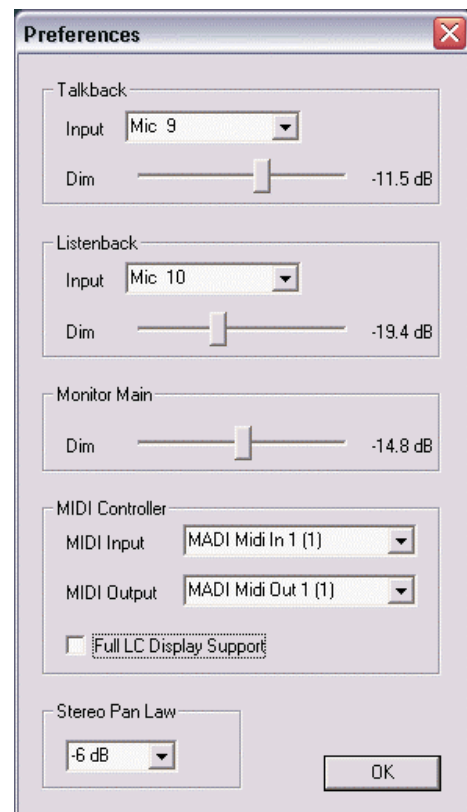 Preferences
Talkback
Input Mic 9
Dim -11.5 dB
Listenback
Input Mic 10
Dim -19.4 dB
Monitor Main
Dim -14.8 dB
MIDI Controller
MIDI Input MADI Midi In 1 (1)
MIDI Output MADI Midi Out 1 (1)
Full LC Display Support
Stereo Pan Law
-6 dB
OK